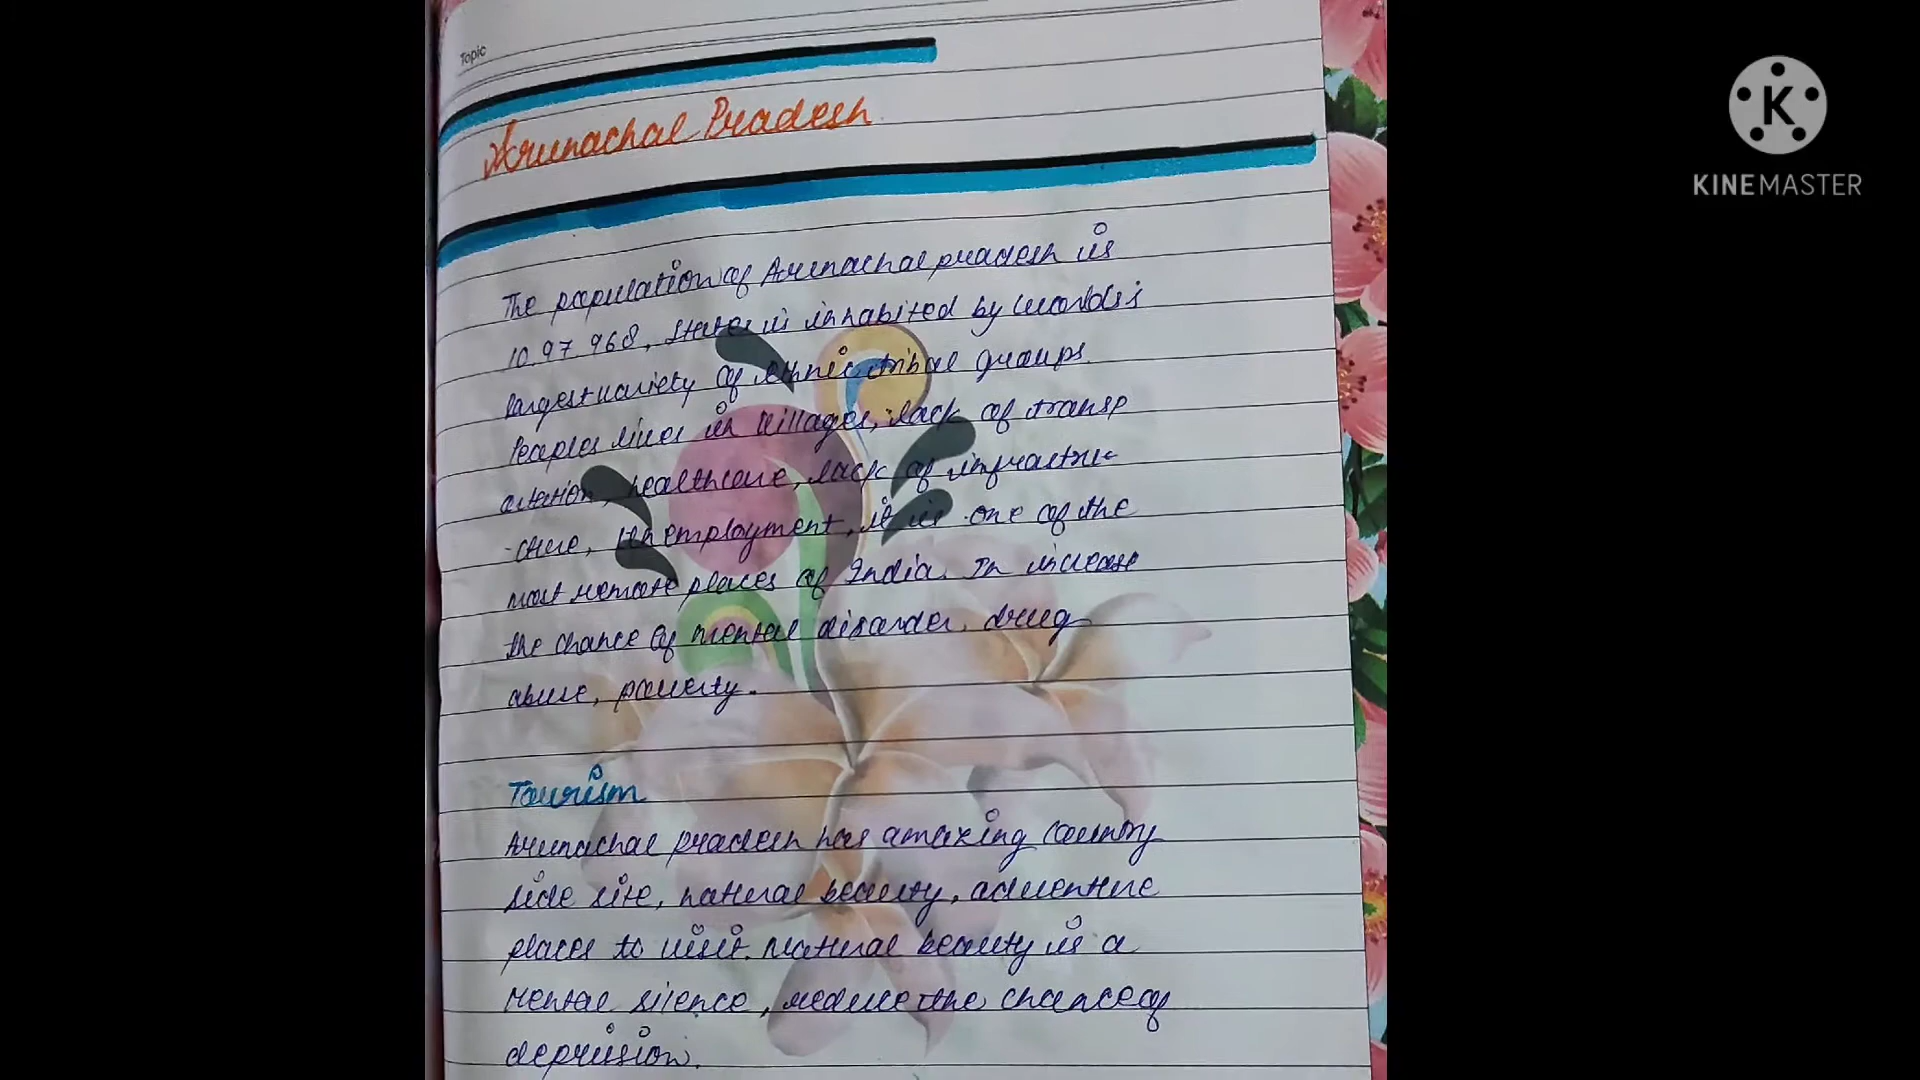 Topic
Arunachal Pradesh
The population of Arunachal pradesh is
10.97.968, States is inhabited by world's
largest variety of ethnic tribal groups.
Peoples lives in villages, lack of transp
ortation, healthcare, lack of infrastru-
-cture, Unemployment, it is one of the
most remote places of India. In increase
the chance of mental disorder, drug
abuse, poverty.
Tourism
Arunachal pradesh has amazing Country
side site, natural beauty, adventure
places to visit. Natural beauty is a
mental silence, reduce the chance of
deprission.
K
KINEMASTER